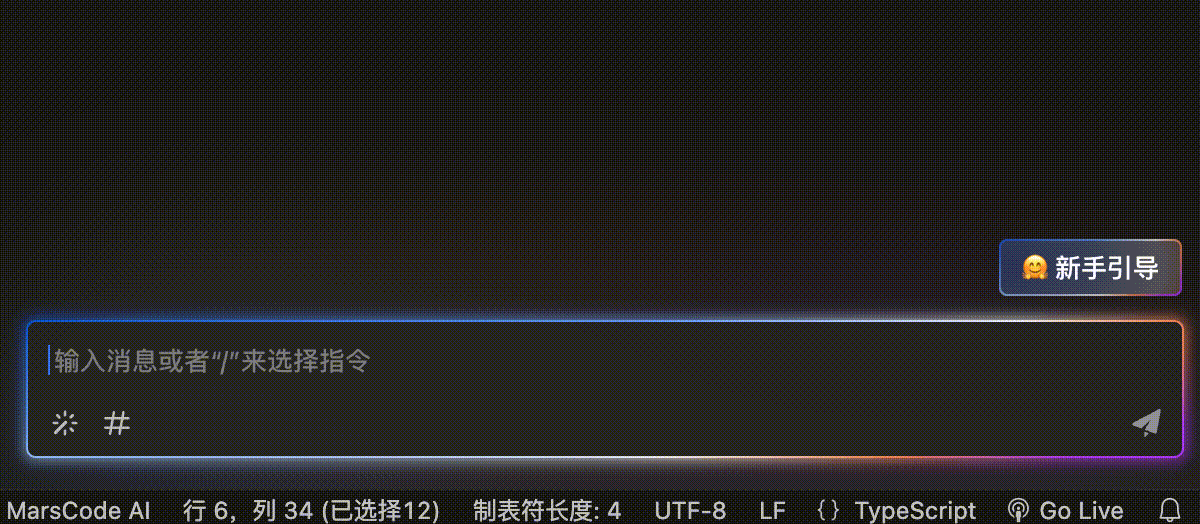 🤗 新手引导
输入消息或者“/”来选择指令
MarsCode AI 行 6，列 34 (已选择12) 制表符长度: 4 UTF-8 LF {} TypeScript Go Live